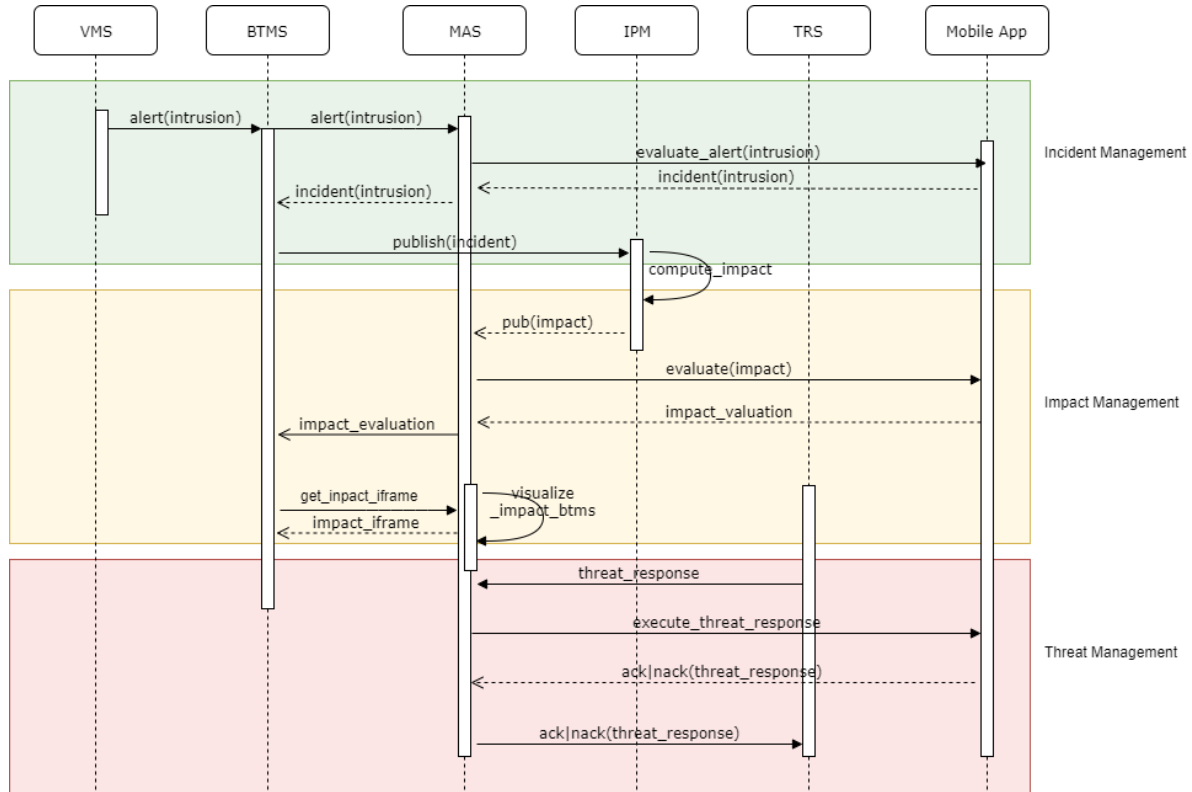 VMS
BTMS
MAS
IPM
TRS
Mobile App
alert(intrusion)
alert(intrusion)
evaluate_alert(intrusion)
Incident Management
incident(intrusion)
incident(intrusion)
publish(incident)
compute_impact
pub(impact)
evaluate(impact)
Impact Management
impact_valuation
impact_evaluation
get_inpact_iframe
visualize
_impact_btms
impact_iframe
threat_response
execute_threat_response
Threat Management
ack|nack(threat_response)
ack|nack(threat_response)